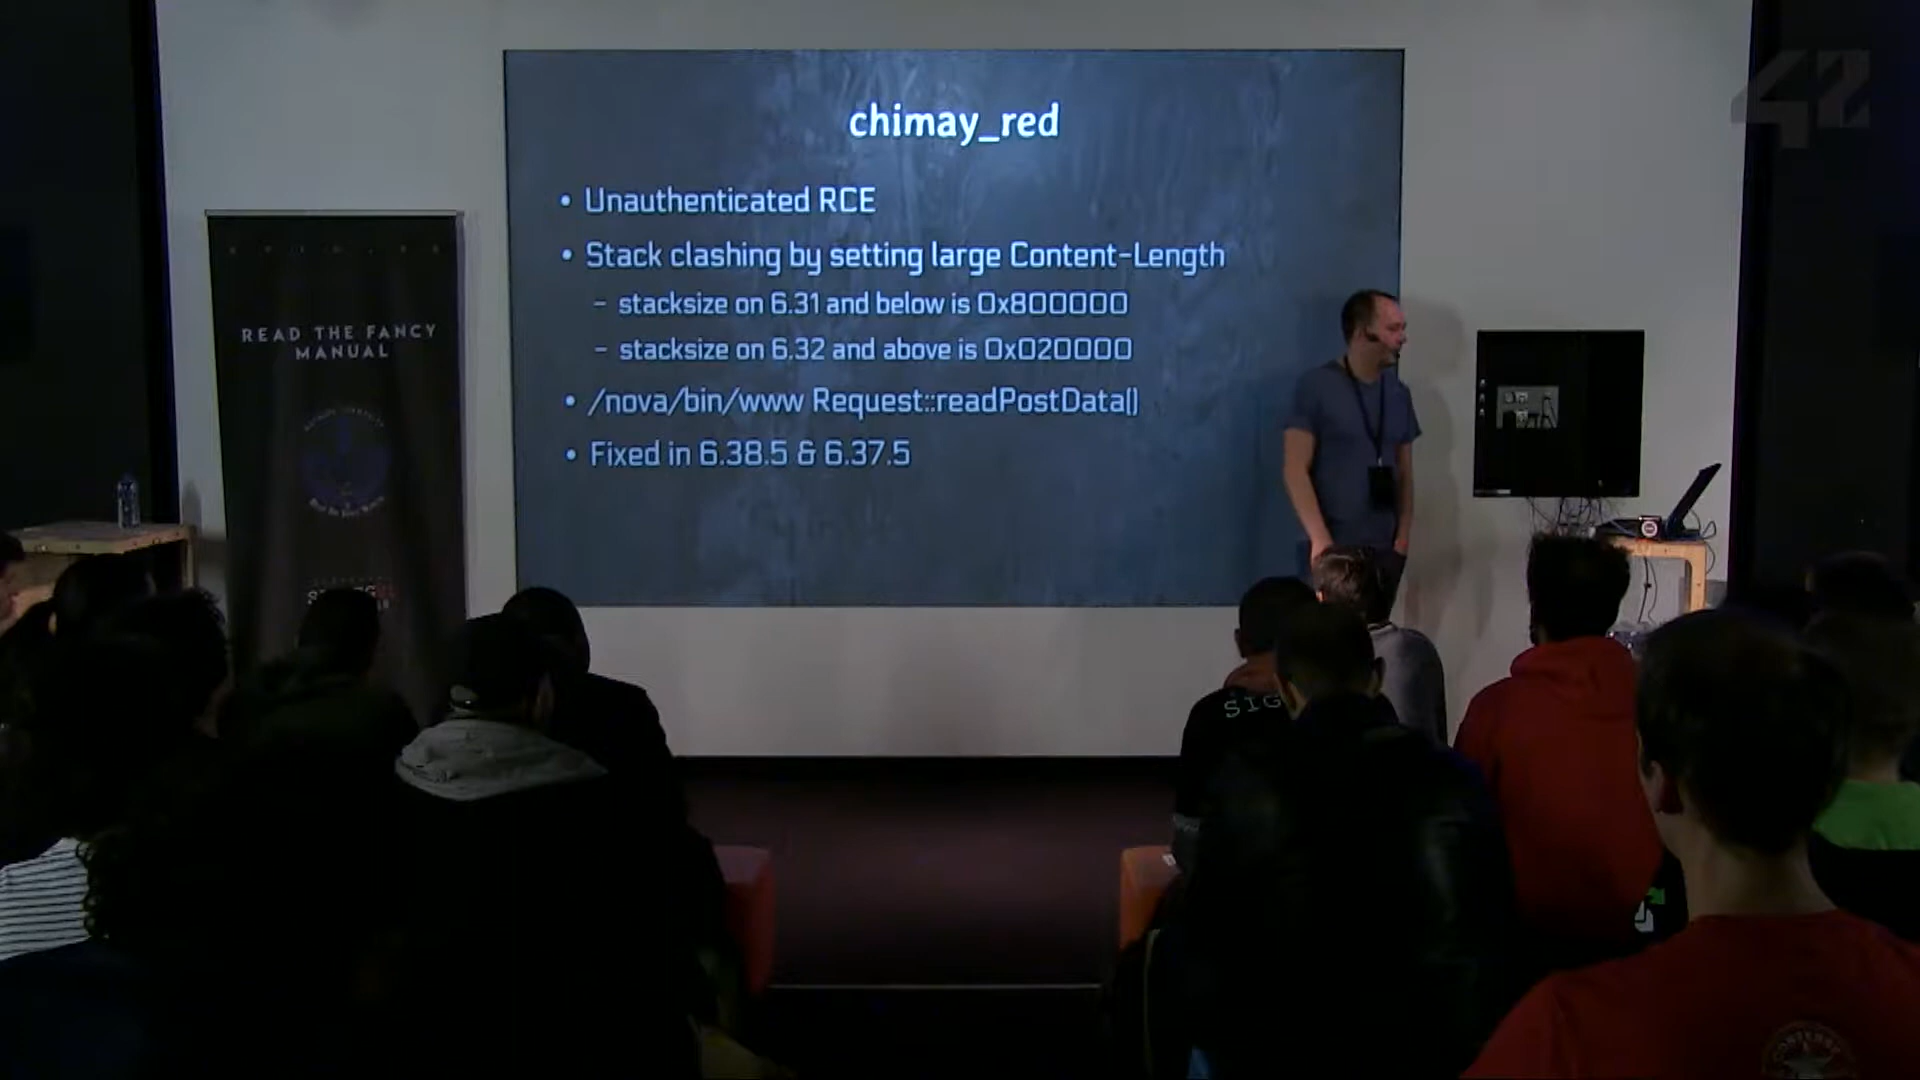 chimay_red
• Unauthenticated RCE
• Stack clashing by setting large Content-Length
– stacksize on 6.31 and below is 0x800000
– stacksize on 6.32 and above is 0x020000
• /nova/bin/www Request::readPostData()
• Fixed in 6.38.5 & 6.37.5
READ THE FANCY
MANUAL
SIG
42